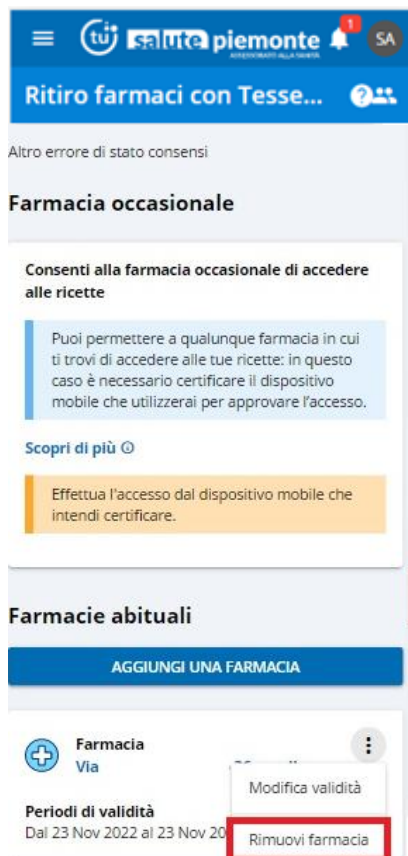 tu salute piemonte
ASSESSORATO ALLA SANITÀ
1
SA
Ritiro farmaci con Tesse...
Altro errore di stato consensi
Farmacia occasionale
Consenti alla farmacia occasionale di accedere
alle ricette
Puoi permettere a qualunque farmacia in cui
ti trovi di accedere alle tue ricette: in questo
caso è necessario certificare il dispositivo
mobile che utilizzerai per approvare l'accesso.
Scopri di più
Effettua l'accesso dal dispositivo mobile che
intendi certificare.
Farmacie abituali
AGGIUNGI UNA FARMACIA
Farmacia
Via
Modifica validità
Periodi di validità
Dal 23 Nov 2022 al 23 Nov 20
Rimuovi farmacia